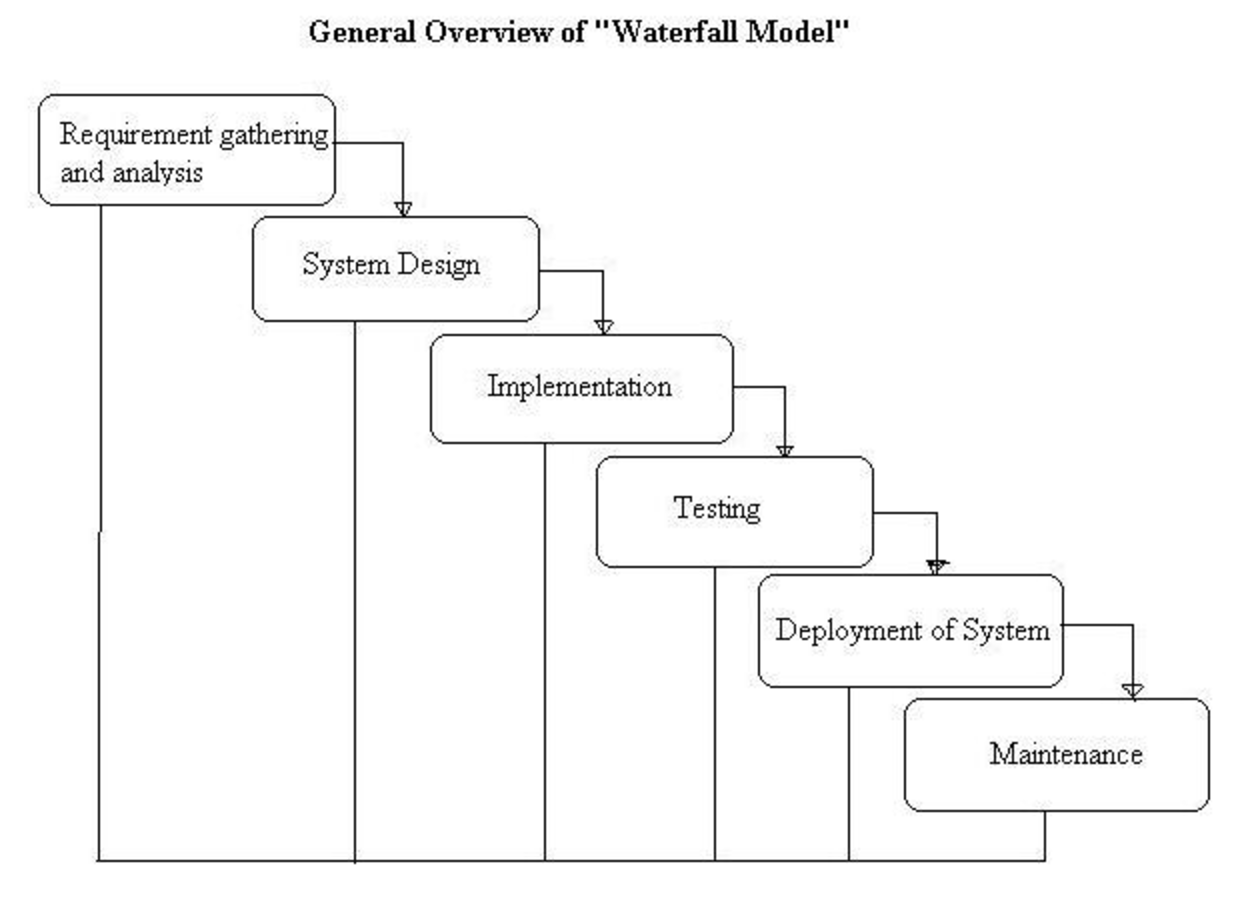 General Overview of "Waterfall Model"
Requirement gathering
and analysis
System Design
Implementation
Testing
Deployment of System
Maintenance